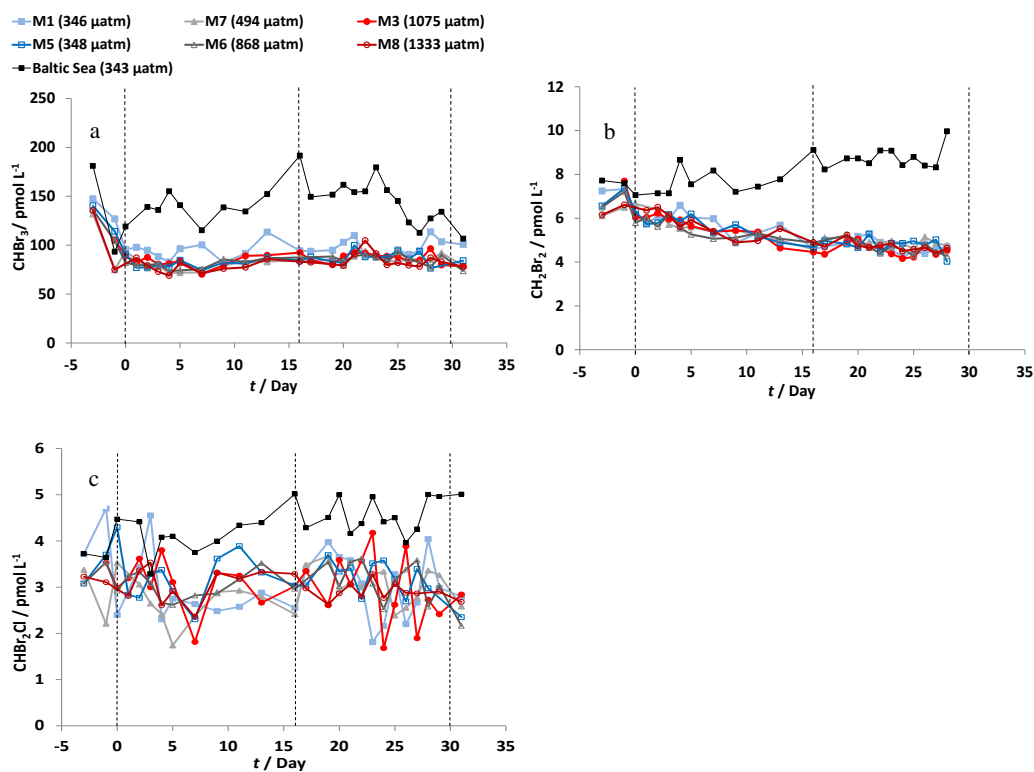 M1 (346 µatm) M7 (494 µatm) M3 (1075 µatm)
M5 (348 µatm) M6 (868 µatm) M8 (1333 µatm)
Baltic Sea (343 µatm)
a
CHBr₃/ pmol L⁻¹
250
200
150
100
50
0
-5 0 5 10 15 20 25 30 35
t / Day
b
CH₂Br₂ / pmol L⁻¹
12
10
8
6
4
2
0
-5 0 5 10 15 20 25 30 35
t / Day
c
CHBr₂Cl / pmol L⁻¹
6
5
4
3
2
1
0
-5 0 5 10 15 20 25 30 35
t / Day